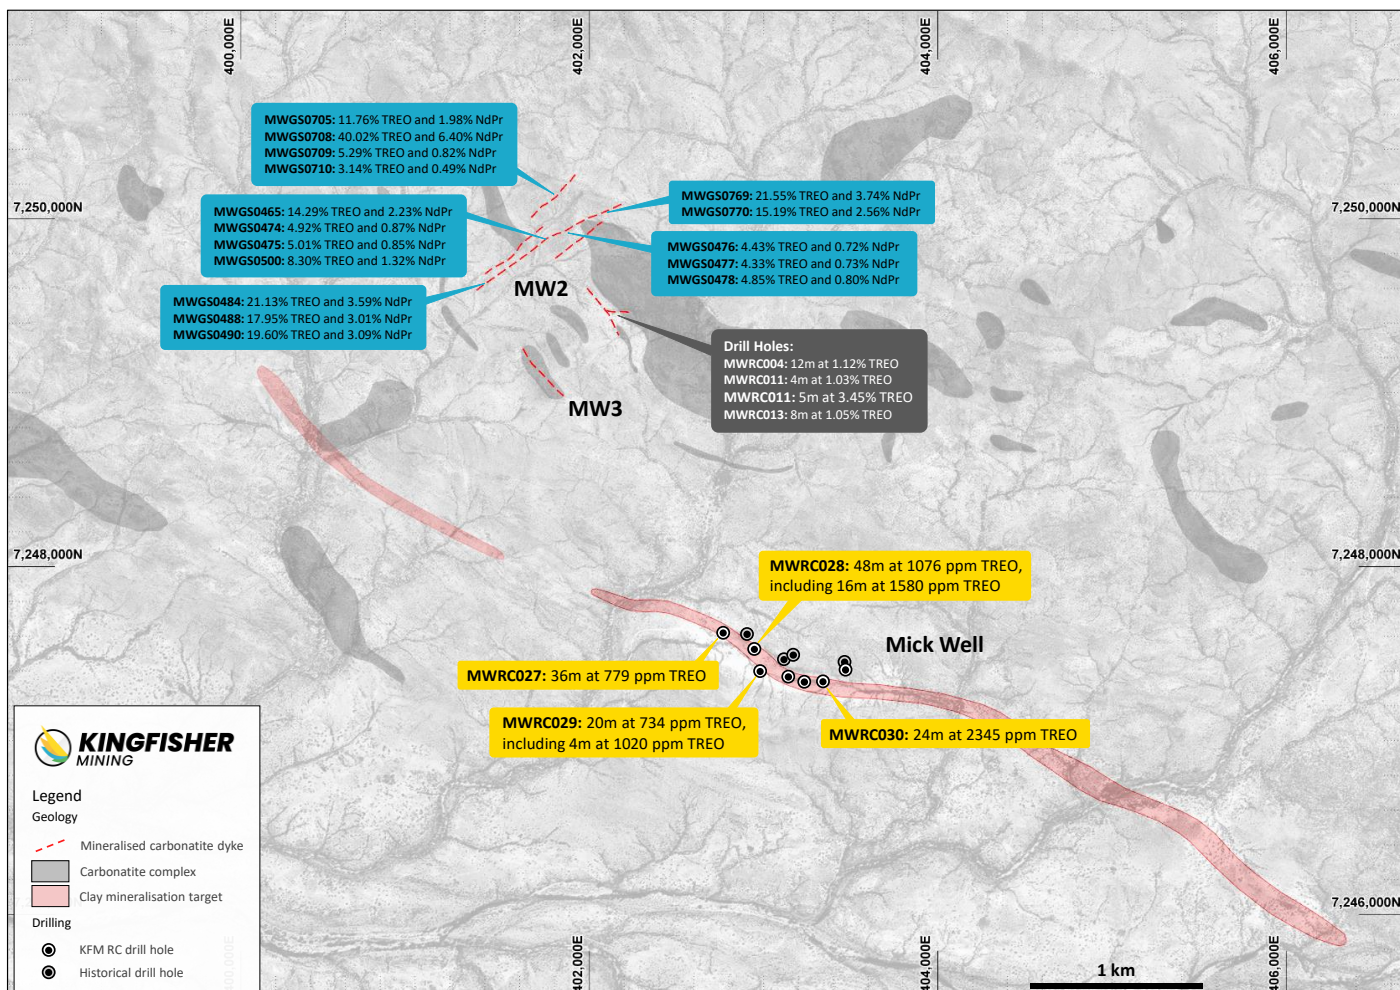 400,000E
402,000E
404,000E
406,000E
MWGS0705: 11.76% TREO and 1.98% NdPr
MWGS0708: 40.02% TREO and 6.40% NdPr
MWGS0709: 5.29% TREO and 0.82% NdPr
MWGS0710: 3.14% TREO and 0.49% NdPr
7,250,000N
7,250,000N
MWGS0769: 21.55% TREO and 3.74% NdPr
MWGS0770: 15.19% TREO and 2.56% NdPr
MWGS0465: 14.29% TREO and 2.23% NdPr
MWGS0474: 4.92% TREO and 0.87% NdPr
MWGS0475: 5.01% TREO and 0.85% NdPr
MWGS0500: 8.30% TREO and 1.32% NdPr
MWGS0476: 4.43% TREO and 0.72% NdPr
MWGS0477: 4.33% TREO and 0.73% NdPr
MWGS0478: 4.85% TREO and 0.80% NdPr
MW2
MWGS0484: 21.13% TREO and 3.59% NdPr
MWGS0488: 17.95% TREO and 3.01% NdPr
MWGS0490: 19.60% TREO and 3.09% NdPr
Drill Holes:
MWRC004: 12m at 1.12% TREO
MWRC011: 4m at 1.03% TREO
MWRC011: 5m at 3.45% TREO
MWRC013: 8m at 1.05% TREO
MW3
7,248,000N
7,248,000N
MWRC028: 48m at 1076 ppm TREO,
including 16m at 1580 ppm TREO
Mick Well
MWRC027: 36m at 779 ppm TREO
MWRC029: 20m at 734 ppm TREO,
including 4m at 1020 ppm TREO
MWRC030: 24m at 2345 ppm TREO
KINGFISHER
MINING
Legend
Geology
Mineralised carbonatite dyke
Carbonatite complex
Clay mineralisation target
Drilling
KFM RC drill hole
Historical drill hole
7,246,000N
402,000E
404,000E
406,000E
1 km